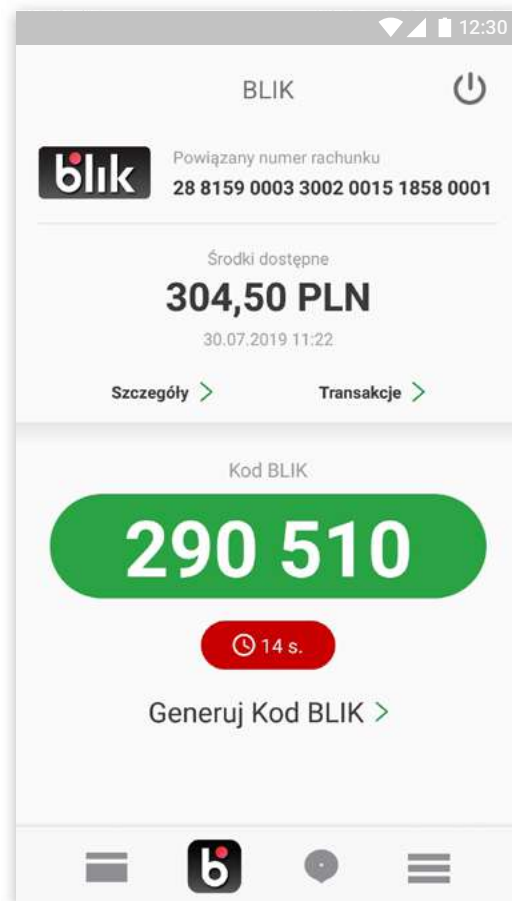 12:30
BLIK
blik
Powiązany numer rachunku
28 8159 0003 3002 0015 1858 0001
Środki dostępne
304,50 PLN
30.07.2019 11:22
Szczegóły
Transakcje
Kod BLIK
290 510
14 s.
Generuj Kod BLIK
b